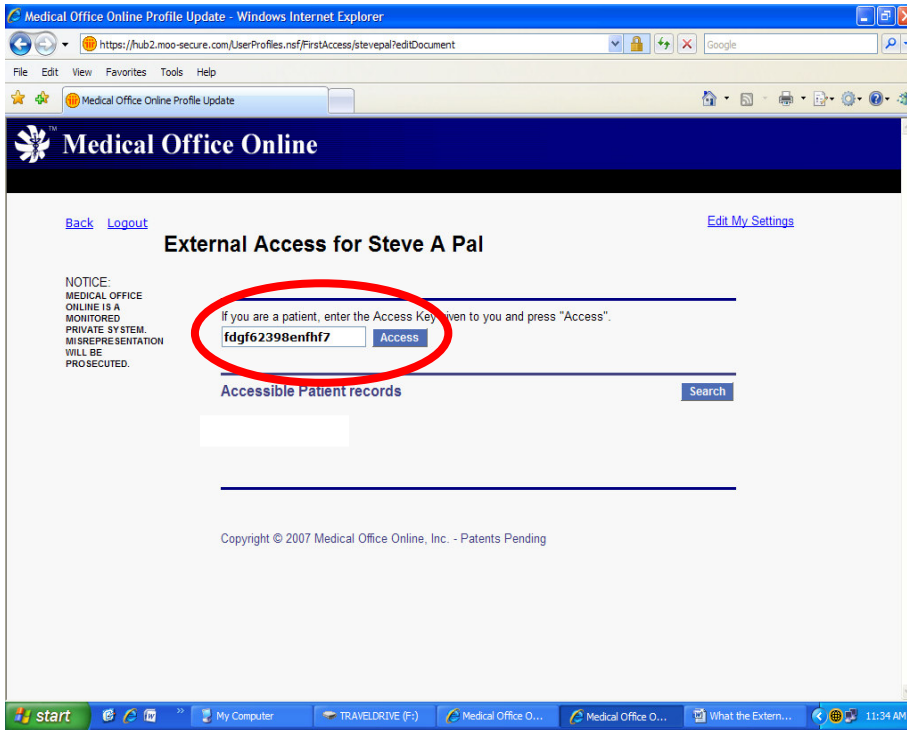 Medical Office Online Profile Update - Windows Internet Explorer
https://hub2.moo-secure.com/UserProfiles.nsf/FirstAccess/stevepal?editDocument
Google
File Edit View Favorites Tools Help
Medical Office Online Profile Update
Medical Office Online
TM
Back Logout
Edit My Settings
External Access for Steve A Pal
NOTICE:
MEDICAL OFFICE
ONLINE IS A
MONITORED
PRIVATE SYSTEM.
MISREPRESENTATION
WILL BE
PROSECUTED.
If you are a patient, enter the Access Key given to you and press "Access".
fdgf62398enfhf7 Access
Accessible Patient records Search
Copyright © 2007 Medical Office Online, Inc. - Patents Pending
start My Computer TRAVELDRIVE (F:) Medical Office O... Medical Office O... What the Extern... 11:34 AM